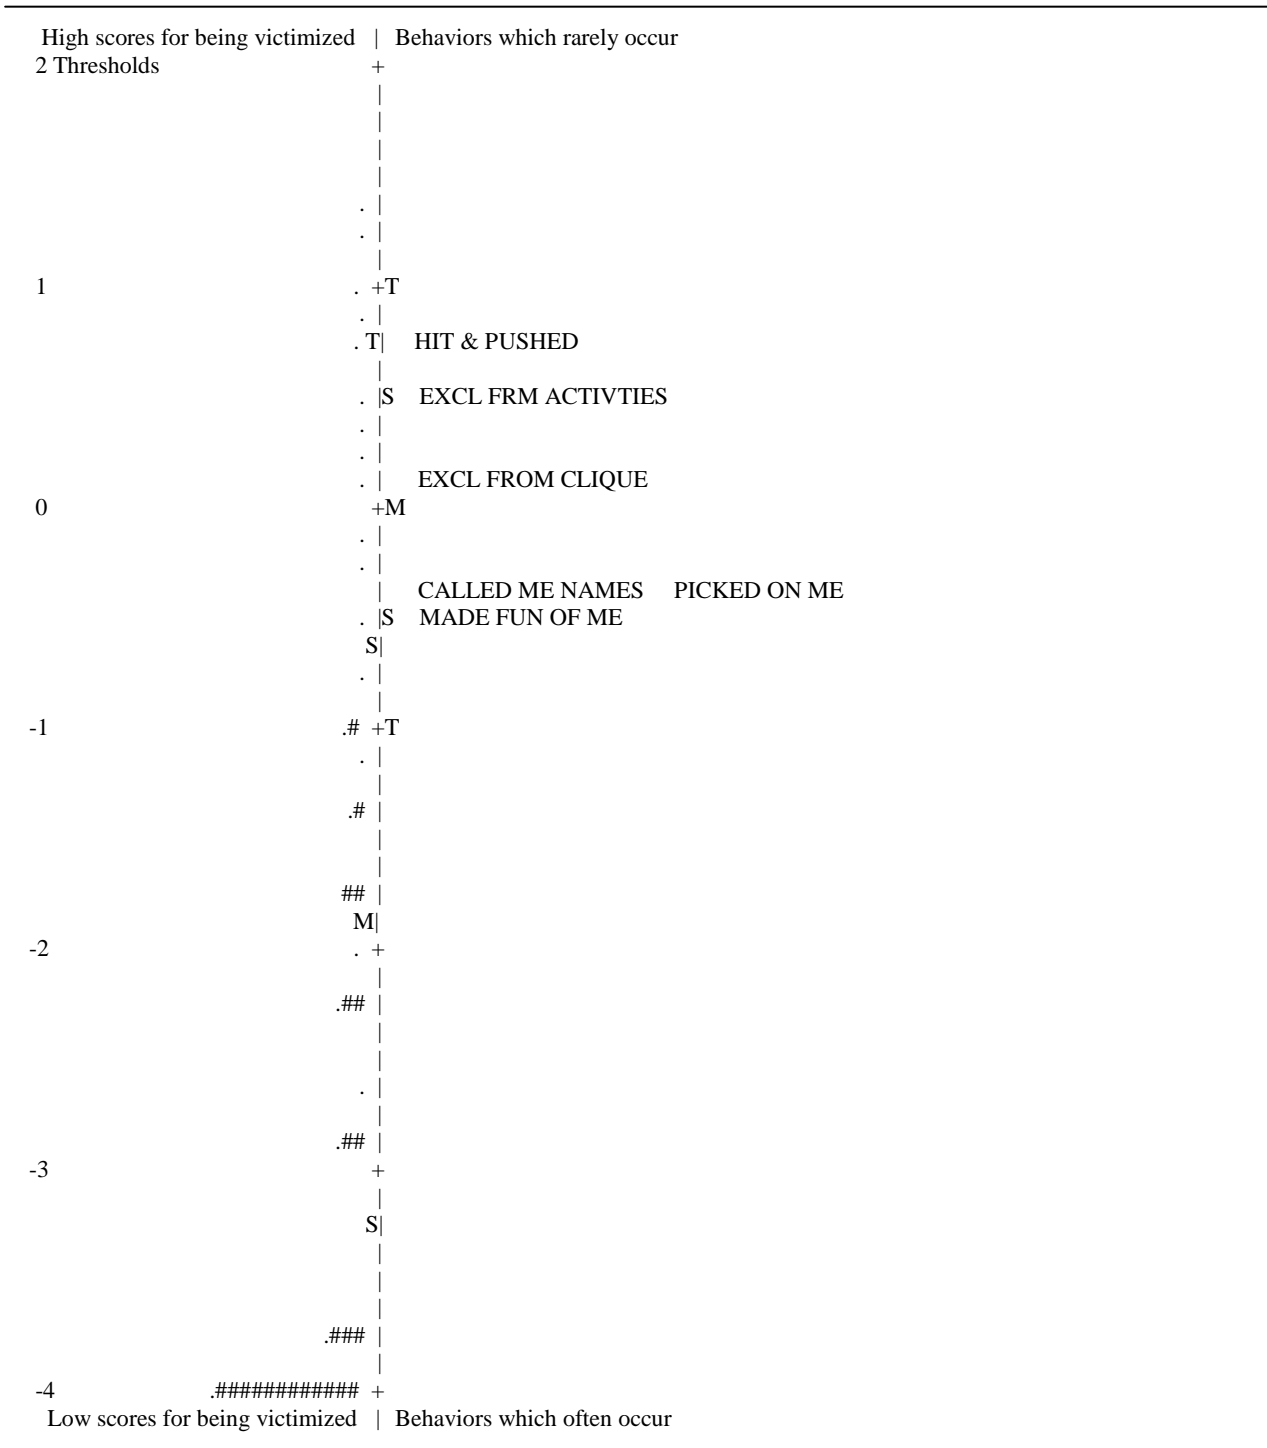 High scores for being victimized | Behaviors which rarely occur
2 Thresholds +
|
|
|
|
. |
. |
|
1 . +T
. |
. T| HIT & PUSHED
|
. |S EXCL FRM ACTIVTIES
. |
. |
. | EXCL FROM CLIQUE
0 +M
. |
. |
| CALLED ME NAMES PICKED ON ME
. |S MADE FUN OF ME
S|
. |
|
-1 .# +T
. |
|
.# |
|
|
## |
M|
-2 . +
|
.## |
|
|
. |
|
.## |
-3 +
|
S|
|
|
|
.### |
|
-4 .############ +
Low scores for being victimized | Behaviors which often occur